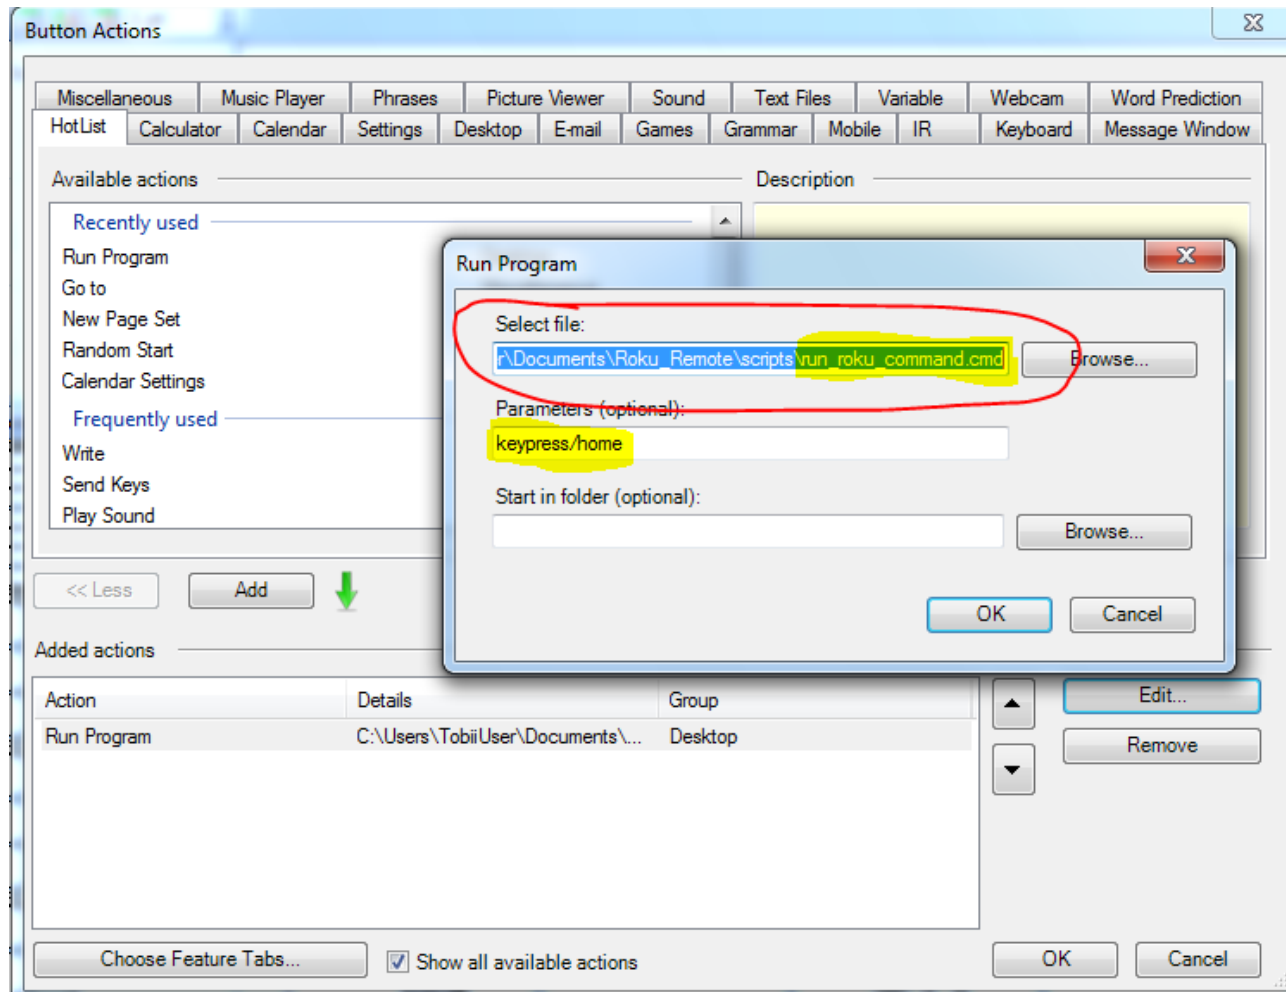 Button Actions
Miscellaneous Music Player Phrases Picture Viewer Sound Text Files Variable Webcam Word Prediction
HotList Calculator Calendar Settings Desktop E-mail Games Grammar Mobile IR Keyboard Message Window
Available actions Description
Recently used
Run Program
Go to
New Page Set
Random Start
Calendar Settings
Frequently used
Write
Send Keys
Play Sound
Run Program
Select file:
r\Documents\Roku_Remote\scripts\run_roku_command.cmd Browse...
Parameters (optional):
keypress/home
Start in folder (optional):
Browse...
OK Cancel
<< Less Add
Added actions
Action Details Group
Run Program C:\Users\TobiiUser\Documents\... Desktop
Edit...
Remove
Choose Feature Tabs... Show all available actions OK Cancel